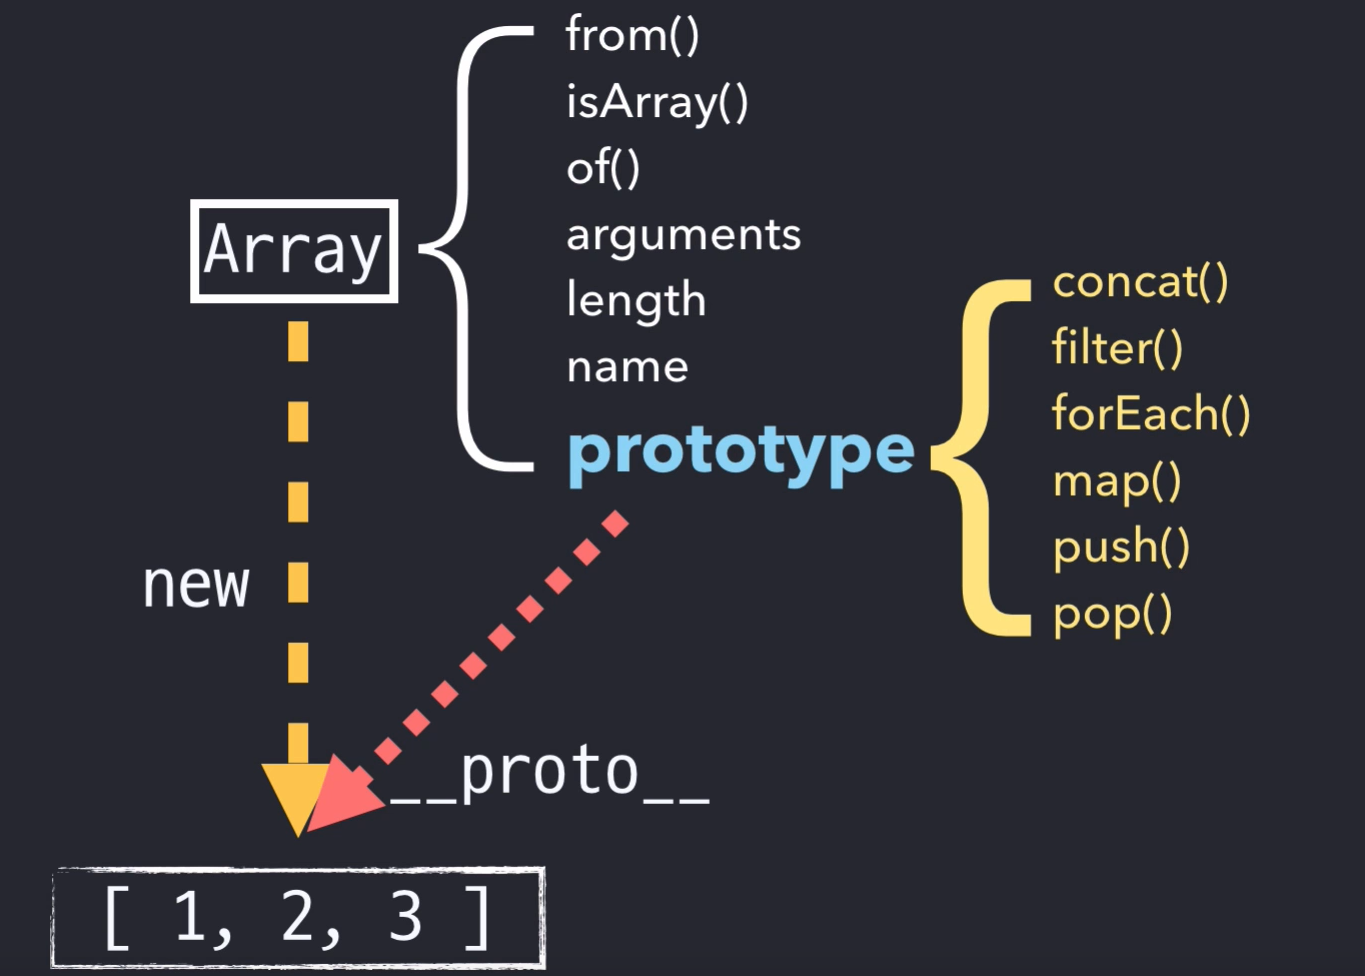 from()
isArray()
of()
Array
arguments
length
name
prototype
concat()
filter()
forEach()
map()
push()
pop()
new
__proto__
[ 1, 2, 3 ]